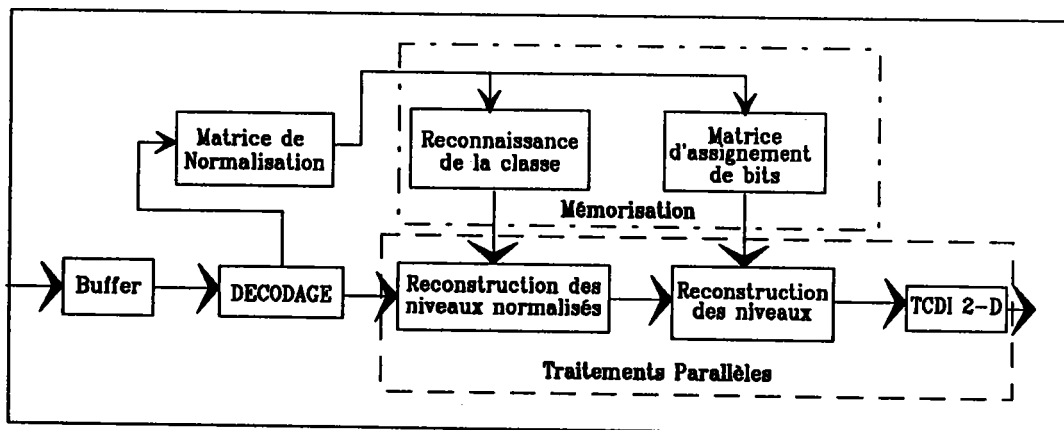 Matrice de
Normalisation
Reconnaissance
de la classe
Matrice
d'assignement
de bits
Mémorisation
Buffer
DECODAGE
Reconstruction des
niveaux normalisés
Reconstruction
des niveaux
TCDI 2-D
Traitements Parallèles